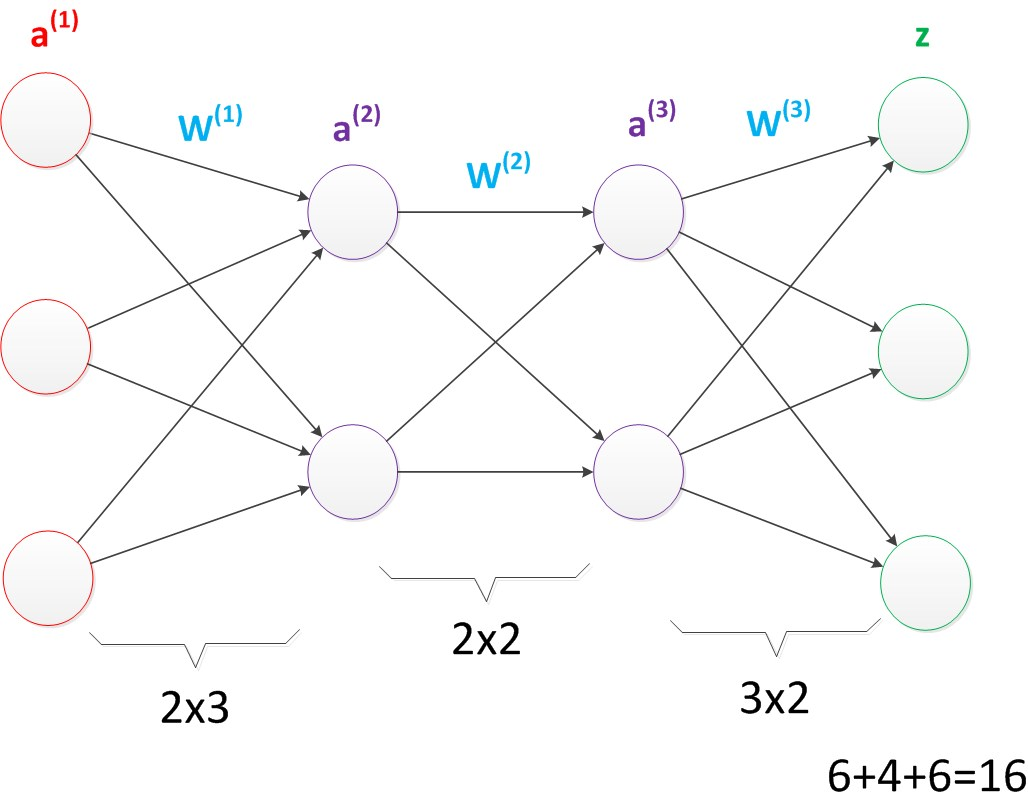 a(1)
z
W(1)
a(2)
a(3)
W(3)
W(2)
2x3
2x2
3x2
6+4+6=16